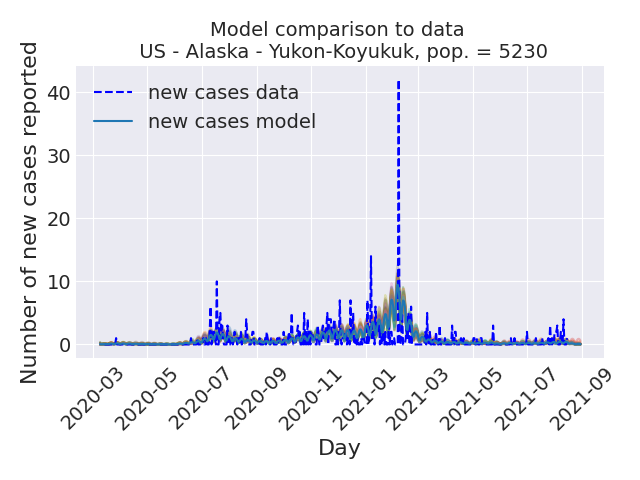 Model comparison to data
US - Alaska - Yukon-Koyukuk, pop. = 5230
Number of new cases reported
40
30
20
10
0
new cases data
new cases model
2020-03
2020-05
2020-07
2020-09
2020-11
2021-01
2021-03
2021-05
2021-07
2021-09
Day